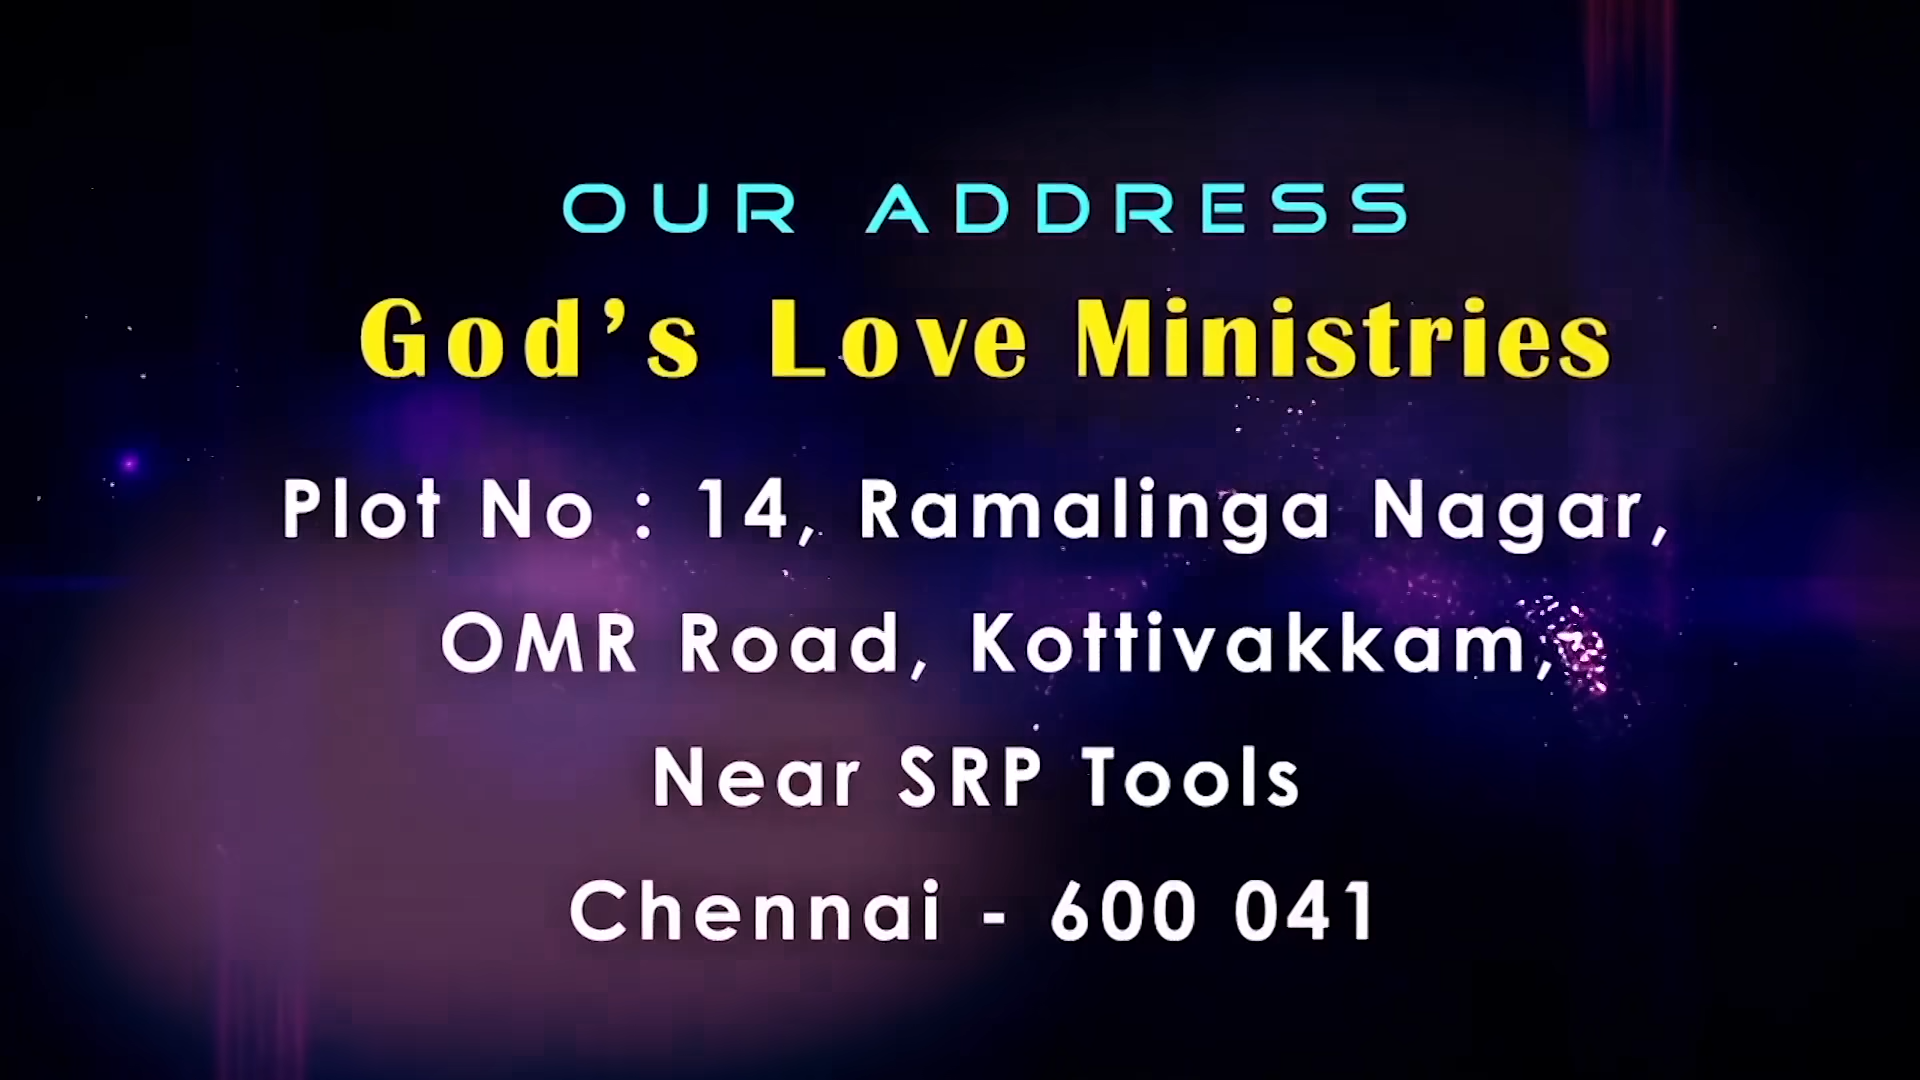 OUR ADDRESS
God’s Love Ministries
Plot No : 14, Ramalinga Nagar,
OMR Road, Kottivakkam,
Near SRP Tools
Chennai - 600 041